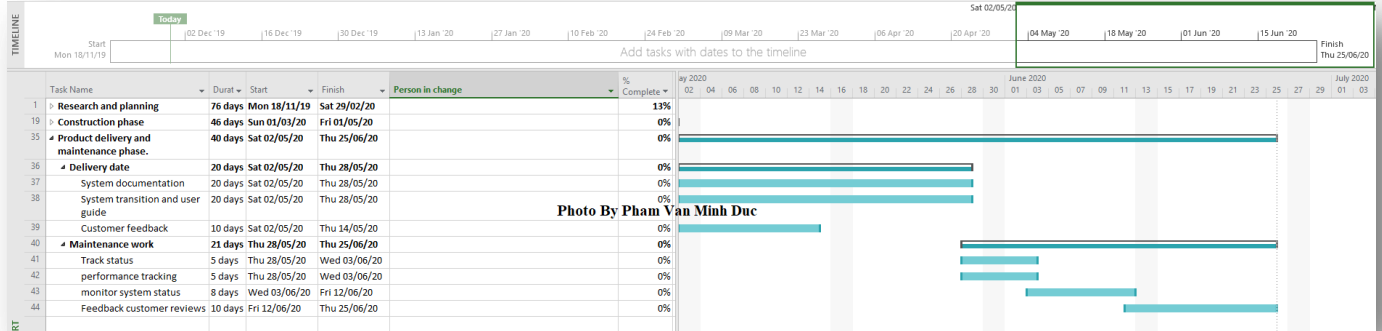 Sat 02/05/20
Today
TIMELINE
02 Dec '19 16 Dec '19 30 Dec '19 13 Jan '20 27 Jan '20 10 Feb '20 24 Feb '20 09 Mar '20 23 Mar '20 06 Apr '20 20 Apr '20 04 May '20 18 May '20 01 Jun '20 15 Jun '20
Start
Mon 18/11/19
Add tasks with dates to the timeline
Finish
Thu 25/06/20
Task Name Durat Start Finish Person in change % Complete
ay 2020 June 2020 July 2020
02 04 06 08 10 12 14 16 18 20 22 24 26 28 30 01 03 05 07 09 11 13 15 17 19 21 23 25 27 29 01 03
1 Research and planning 76 days Mon 18/11/19 Sat 29/02/20 13%
19 Construction phase 46 days Sun 01/03/20 Fri 01/05/20 0%
35 Product delivery and 40 days Sat 02/05/20 Thu 25/06/20 0%
maintenance phase.
36 Delivery date 20 days Sat 02/05/20 Thu 28/05/20 0%
37 System documentation 20 days Sat 02/05/20 Thu 28/05/20 0%
38 System transition and user 20 days Sat 02/05/20 Thu 28/05/20 0%
guide
Photo By Pham Van Minh Duc
39 Customer feedback 10 days Sat 02/05/20 Thu 14/05/20 0%
40 Maintenance work 21 days Thu 28/05/20 Thu 25/06/20 0%
41 Track status 5 days Thu 28/05/20 Wed 03/06/20 0%
42 performance tracking 5 days Thu 28/05/20 Wed 03/06/20 0%
43 monitor system status 8 days Wed 03/06/20 Fri 12/06/20 0%
44 Feedback customer reviews 10 days Fri 12/06/20 Thu 25/06/20 0%